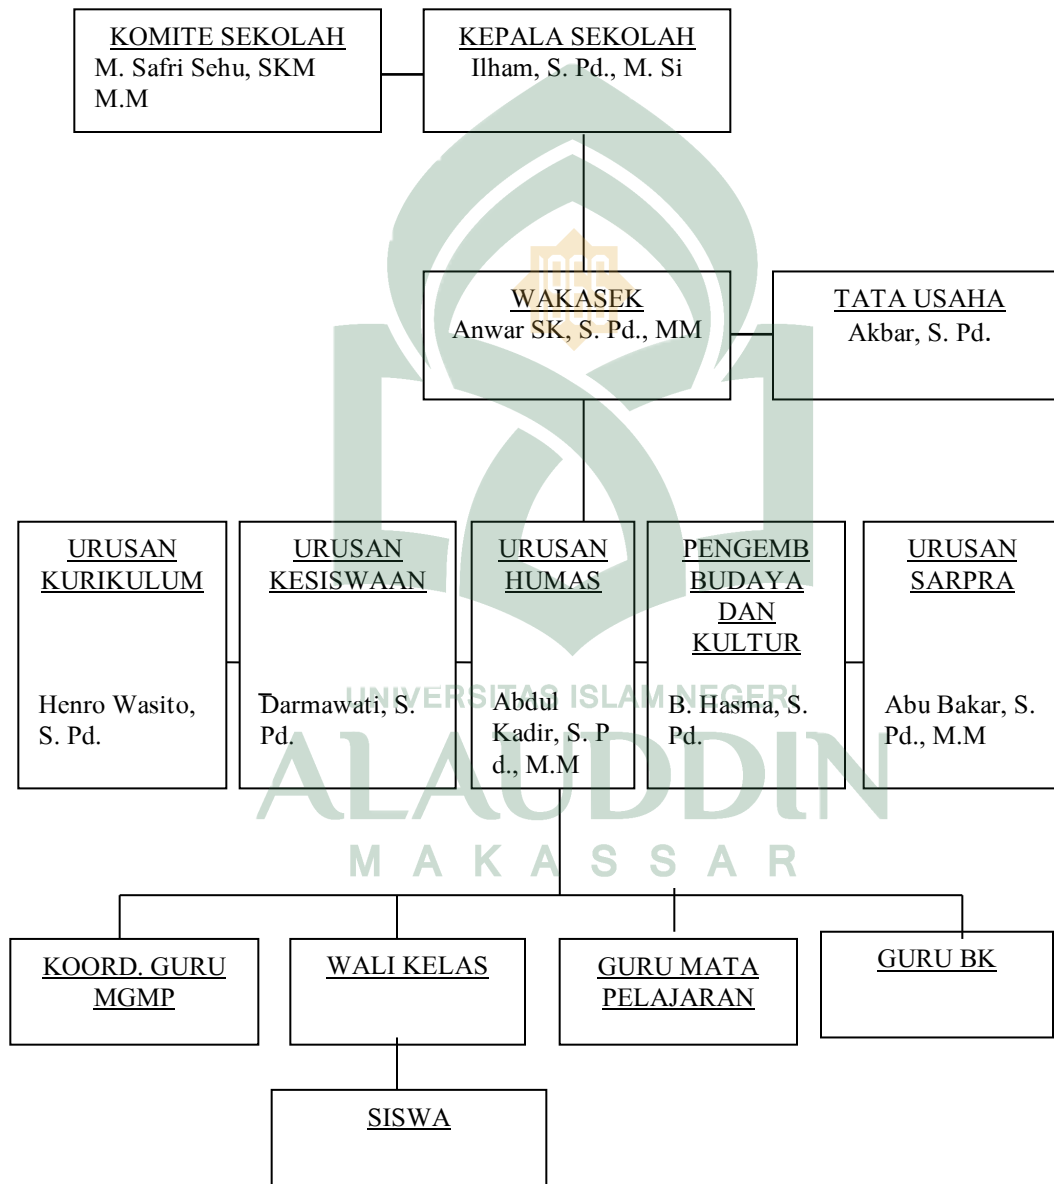 KOMITE SEKOLAH
M. Safri Sehu, SKM
M.M
KEPALA SEKOLAH
Ilham, S. Pd., M. Si
WAKASEK
Anwar SK, S. Pd., MM
TATA USAHA
Akbar, S. Pd.
URUSAN
KURIKULUM
Henro Wasito,
S. Pd.
URUSAN
KESISWAAN
Darmawati, S.
Pd.
URUSAN
HUMAS
Abdul
Kadir, S. P
d., M.M
PENGEMB
BUDAYA
DAN
KULTUR
B. Hasma, S.
Pd.
URUSAN
SARPRA
Abu Bakar, S.
Pd., M.M
UNIVERSITAS ISLAM NEGERI
ALAUDDIN
MAKASSAR
KOORD. GURU
MGMP
WALI KELAS
GURU MATA
PELAJARAN
GURU BK
SISWA